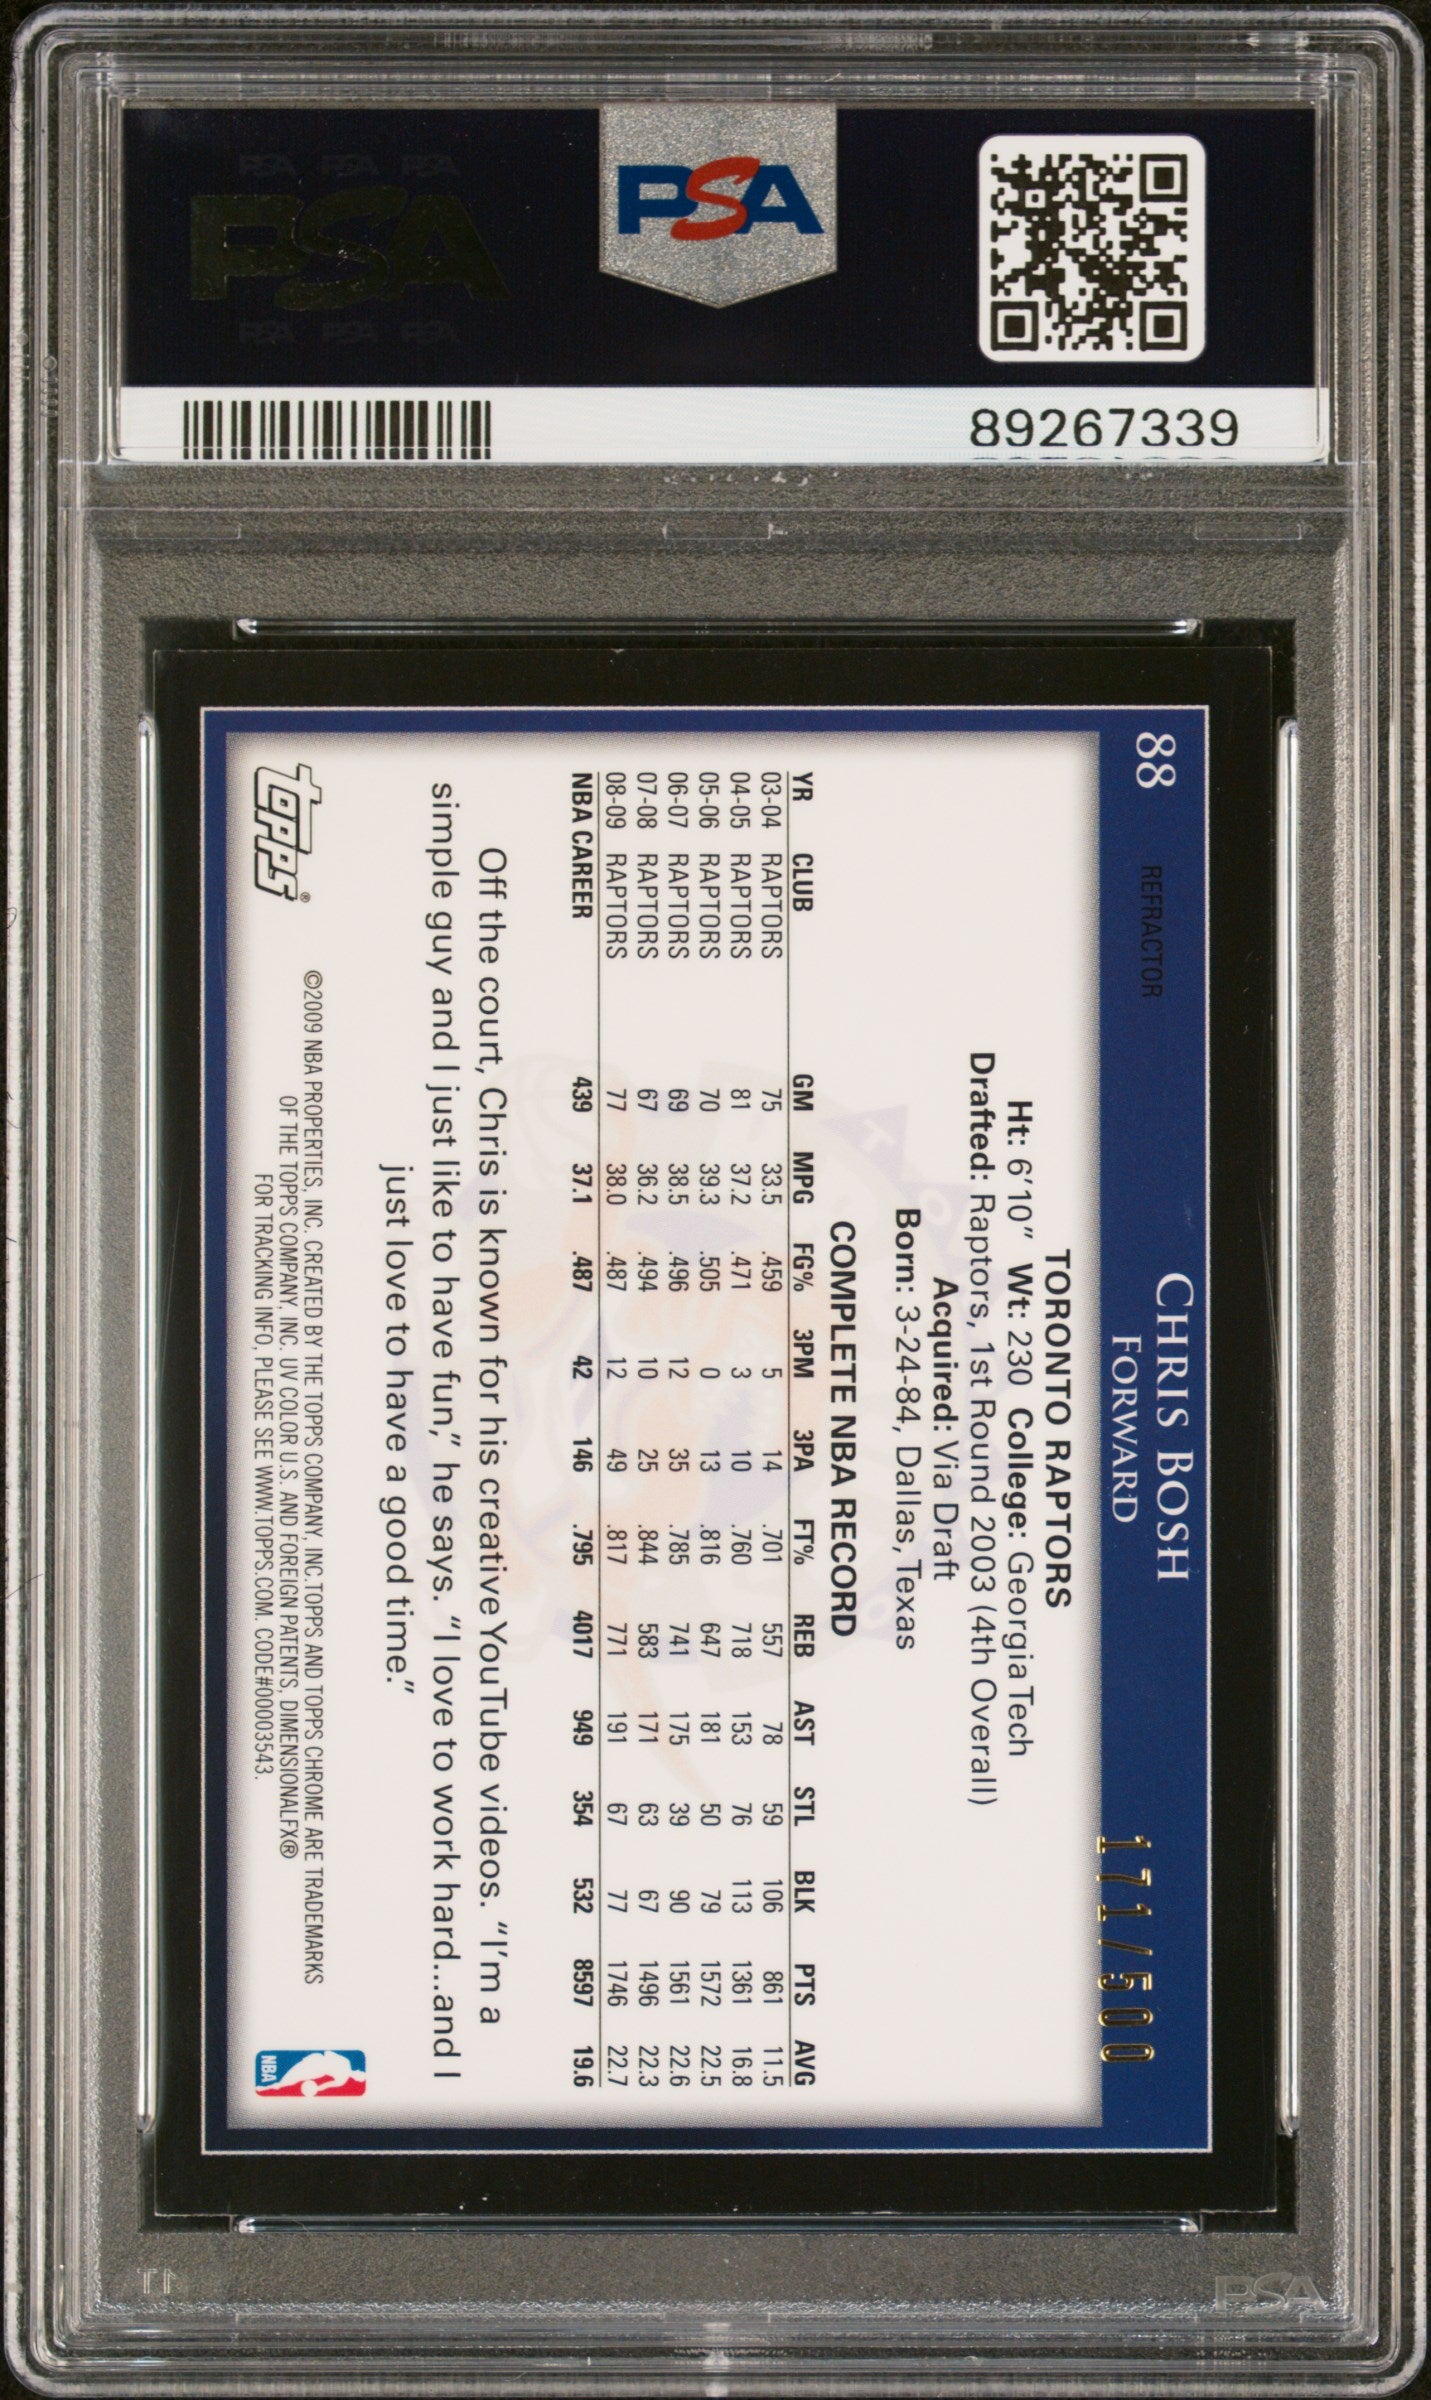 PSA PSA PSA
PSA
PSA PSA PSA
PSA
89267339
88
REFRACTOR
CHRIS BOSH
FORWARD
171/500
TORONTO RAPTORS
Ht: 6'10" Wt: 230 College: Georgia Tech
Drafted: Raptors, 1st Round 2003 (4th Overall)
Acquired: Via Draft
Born: 3-24-84, Dallas, Texas
COMPLETE NBA RECORD
YR CLUB GM MPG FG% 3PM 3PA FT% REB AST STL BLK PTS AVG
03-04 RAPTORS 75 33.5 .459 5 14 .701 557 78 59 106 861 11.5
04-05 RAPTORS 81 37.2 .471 3 10 .760 718 153 76 113 1361 16.8
05-06 RAPTORS 70 39.3 .505 0 13 .816 647 181 50 79 1572 22.5
06-07 RAPTORS 69 38.5 .496 12 35 .785 741 175 39 90 1561 22.6
07-08 RAPTORS 67 36.2 .494 10 25 .844 583 171 63 67 1496 22.3
08-09 RAPTORS 77 38.0 .487 12 49 .817 771 191 67 77 1746 22.7
NBA CAREER 439 37.1 .487 42 146 .795 4017 949 354 532 8597 19.6
Off the court, Chris is known for his creative YouTube videos. "I'm a
simple guy and I just like to have fun," he says. "I love to work hard...and I
just love to have a good time."
Topps®
©2009 NBA PROPERTIES, INC. CREATED BY THE TOPPS COMPANY, INC. TOPPS AND TOPPS CHROME ARE TRADEMARKS
OF THE TOPPS COMPANY, INC. UV COLOR U.S. AND FOREIGN PATENTS, DIMENSIONALFX®
FOR TRACKING INFO, PLEASE SEE WWW.TOPPS.COM. CODE#00003543.
NBA
PSA